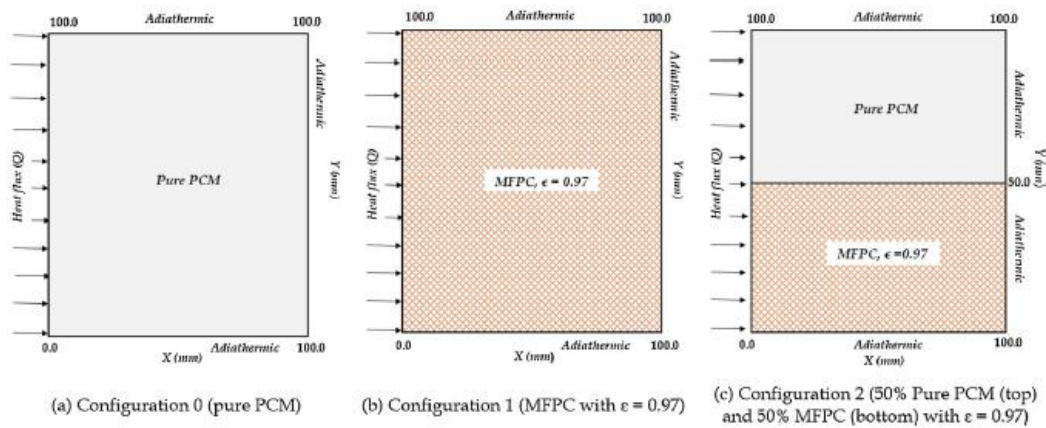 100.0 Adiathermic 100.0
Heat flux (Q)
Pure PCM
Adiathermic
Y (mm)
0.0 X (mm) Adiathermic 100.0
(a) Configuration 0 (pure PCM)
100.0 Adiathermic 100.0
Heat flux (Q)
MFPC, ϵ = 0.97
Adiathermic
Y (mm)
0.0 X (mm) Adiathermic 100.0
(b) Configuration 1 (MFPC with ε = 0.97)
100.0 Adiathermic 100.0
Heat flux (Q)
Pure PCM
Adiathermic
Y (mm)
50.0
MFPC, ϵ =0.97
Adiathermic
Adiathermic
X (mm)
100.0
(c) Configuration 2 (50% Pure PCM (top)
and 50% MFPC (bottom) with ε = 0.97)